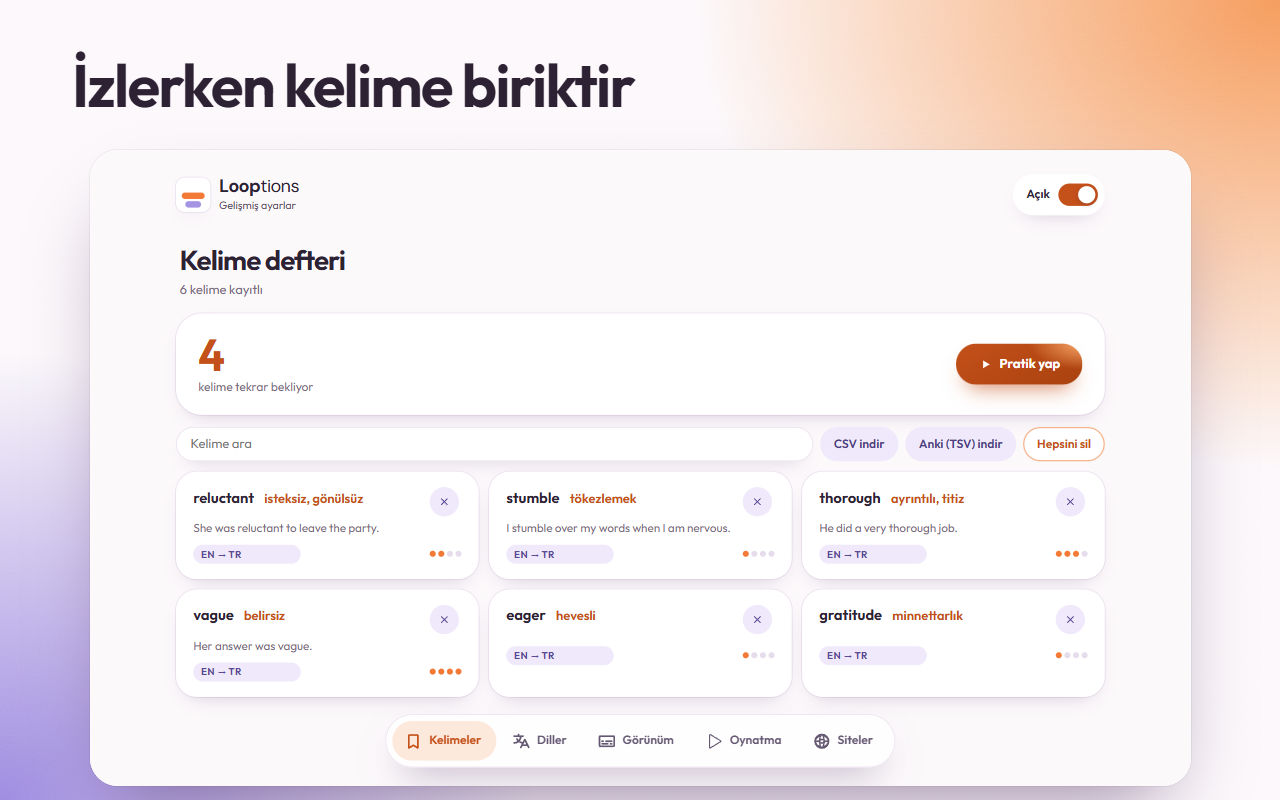 İzlerken kelime biriktir
Looptions
Gelişmiş ayarlar
Açık
Kelime defteri
6 kelime kayıtlı
4
kelime tekrar bekliyor
Pratik yap
Kelime ara
CSV indir
Anki (TSV) indir
Hepsini sil
reluctant isteksiz, gönülsüz
She was reluctant to leave the party.
EN → TR
stumble tökezlemek
I stumble over my words when I am nervous.
EN → TR
thorough ayrıntılı, titiz
He did a very thorough job.
EN → TR
vague belirsiz
Her answer was vague.
EN → TR
eager hevesli
EN → TR
gratitude minnettarlık
EN → TR
Kelimeler
Diller
Görünüm
Oynatma
Siteler